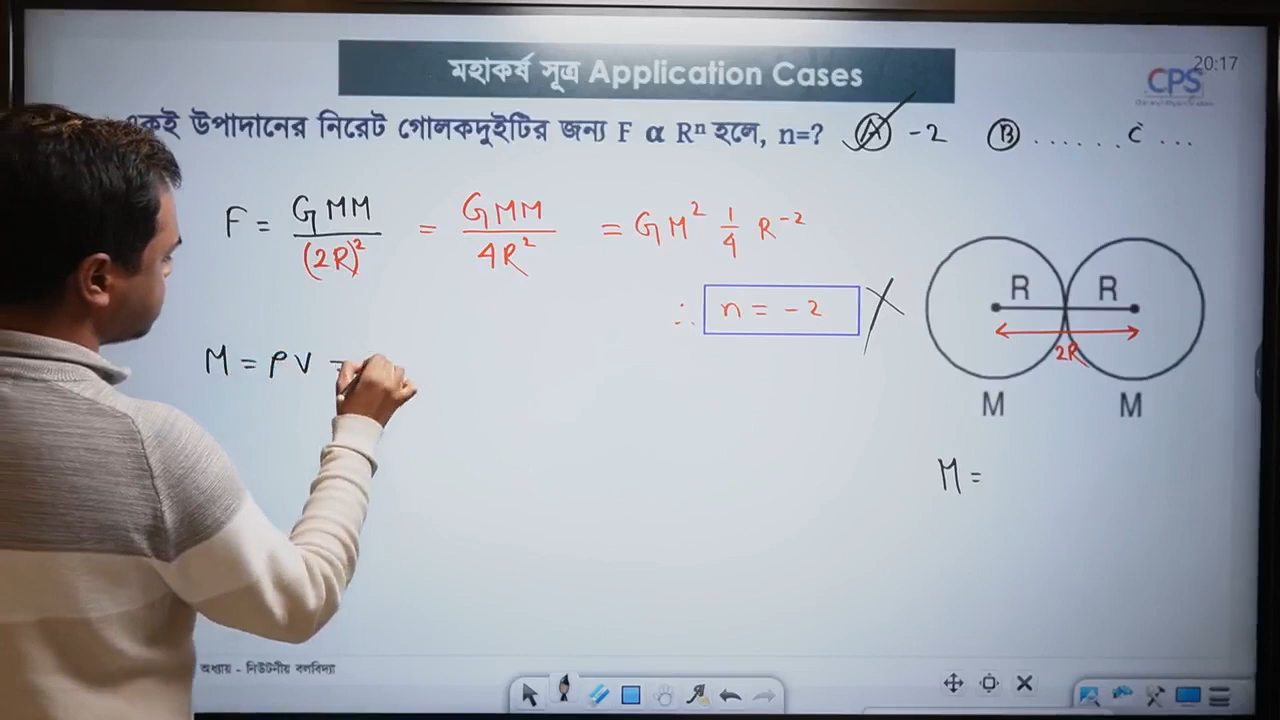 মহাকর্ষ সূত্র Application Cases
CPS
20:17
একই উপাদানের নিরেট গোলকদুইটির জন্য F α Rⁿ হলে, n=? (A) -2 (B) ...... C ...
F = GMM/(2R)² = GMM/4R² = GM² 1/4 R⁻²
∴ n = -2
R R
2R
M M
M = ρV =
M =
অধ্যায় - নিউটনীয় বলবিদ্যা